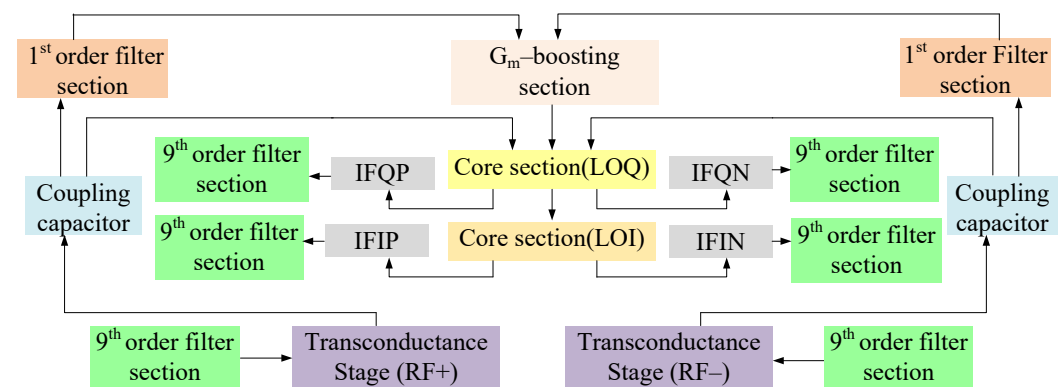 1st order filter
section
Gm–boosting
section
1st order Filter
section
9th order filter
section
IFQP
Core section(LOQ)
IFQN
9th order filter
section
Coupling
capacitor
Coupling
capacitor
9th order filter
section
IFIP
Core section(LOI)
IFIN
9th order filter
section
9th order filter
section
Transconductance
Stage (RF+)
Transconductance
Stage (RF–)
9th order filter
section